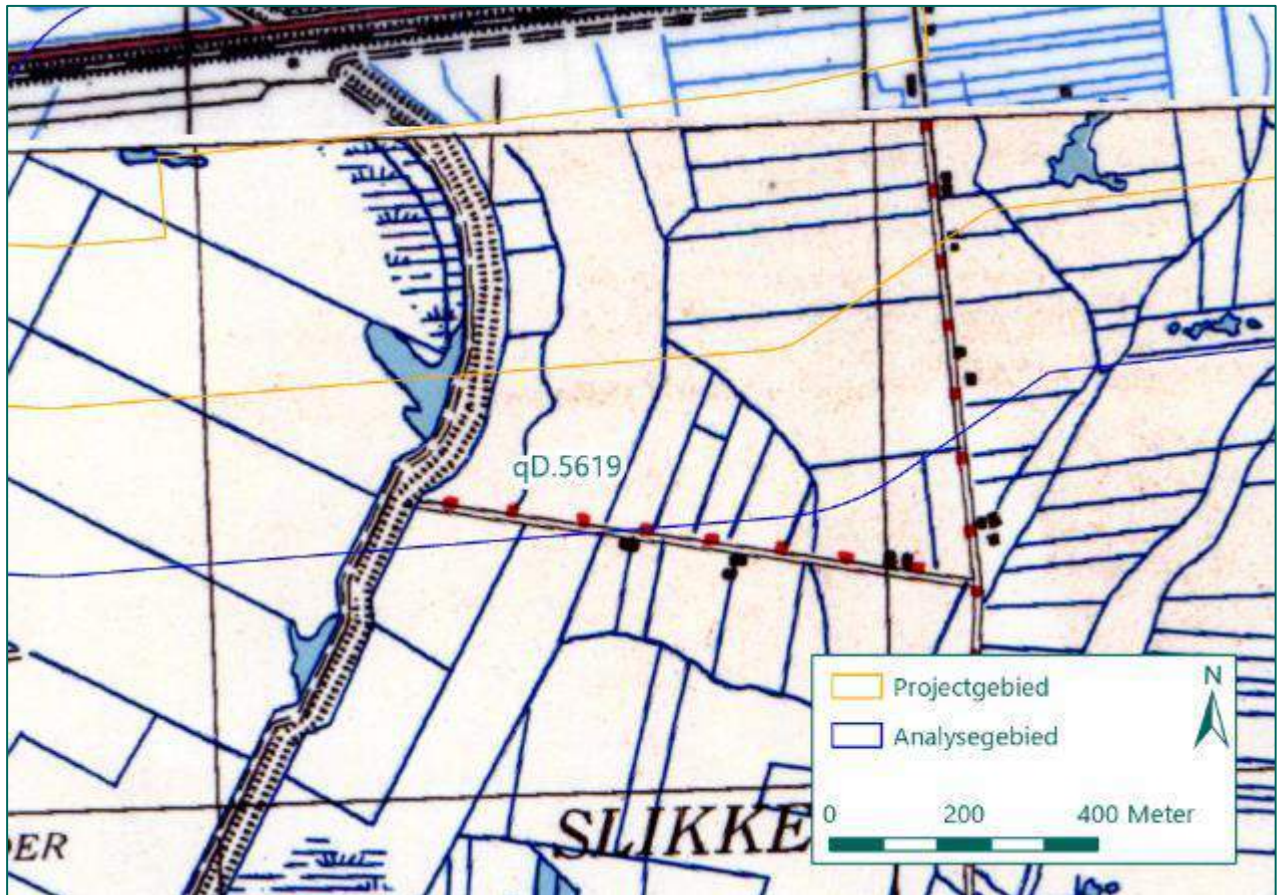 qD.5619
Projectgebied
Analysegebied
N
0 200 400 Meter
SLIKKE
DER